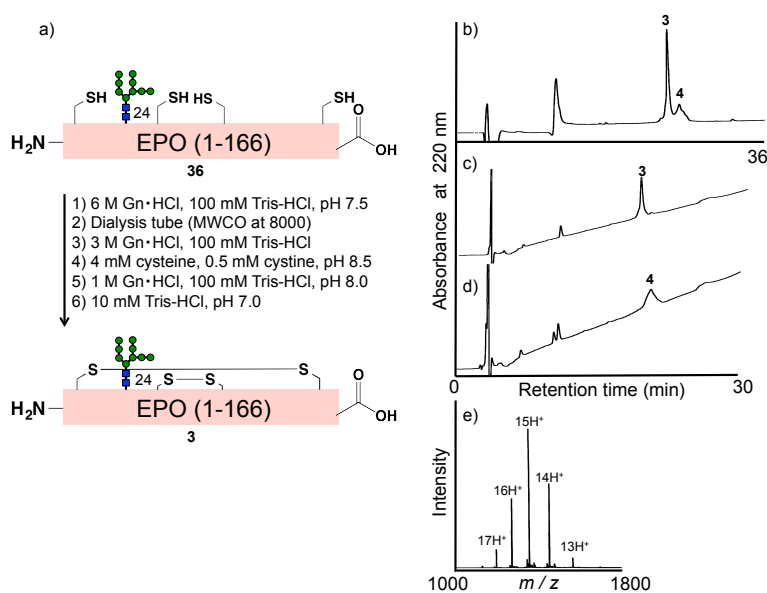 a)
SH
24
SH
HS
SH
O
OH
H₂N
EPO (1-166)
36
1) 6 M Gn•HCl, 100 mM Tris-HCl, pH 7.5
2) Dialysis tube (MWCO at 8000)
3) 3 M Gn•HCl, 100 mM Tris-HCl
4) 4 mM cysteine, 0.5 mM cystine, pH 8.5
5) 1 M Gn•HCl, 100 mM Tris-HCl, pH 8.0
6) 10 mM Tris-HCl, pH 7.0
S
24
S
S
S
O
OH
H₂N
EPO (1-166)
3
b)
3
4
36
c)
3
d)
4
Absorbance at 220 nm
0
Retention time (min)
30
e)
15H⁺
16H⁺
14H⁺
17H⁺
13H⁺
Intensity
1000
m / z
1800